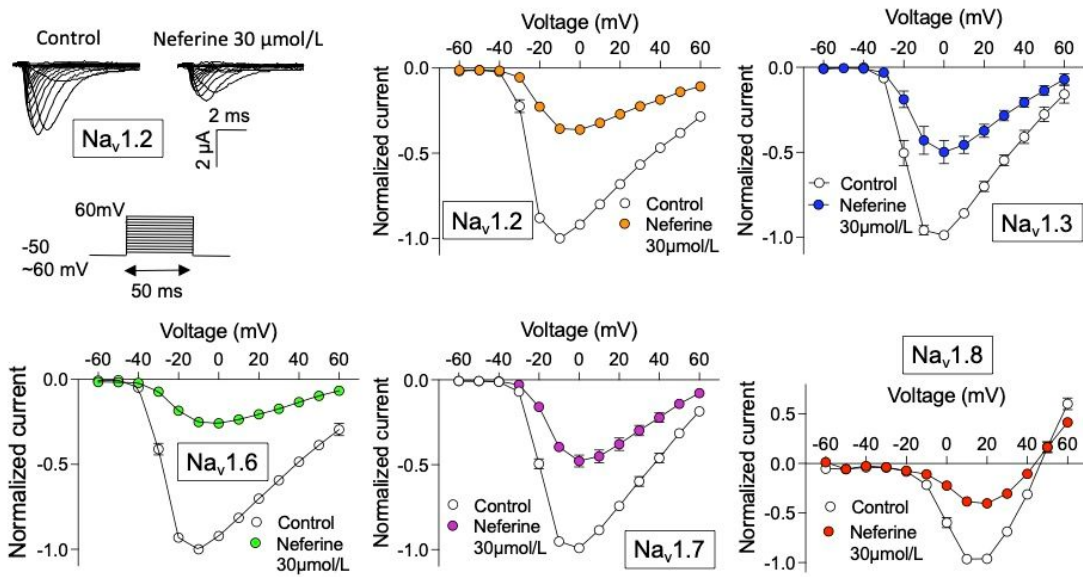 Control
Neferine 30 μmol/L
2 ms
2 μA
Nav1.2
60mV
-50
~60 mV
50 ms
Voltage (mV)
-60 -40 -20 0 20 40 60
0.0
-0.5
-1.0
Normalized current
Control
Neferine
30μmol/L
Nav1.2
Voltage (mV)
-60 -40 -20 0 20 40 60
0.0
-0.5
-1.0
Normalized current
Control
Neferine
30μmol/L
Nav1.3
Voltage (mV)
-60 -40 -20 0 20 40 60
0.0
-0.5
-1.0
Normalized current
Nav1.6
Control
Neferine
30μmol/L
Voltage (mV)
-60 -40 -20 0 20 40 60
0.0
-0.5
-1.0
Normalized current
Control
Neferine
30μmol/L
Nav1.7
Nav1.8
Voltage (mV)
0.5
-60 -40 -20 0 20 40 60
0.0
-0.5
-1.0
Normalized current
Control
Neferine
30μmol/L